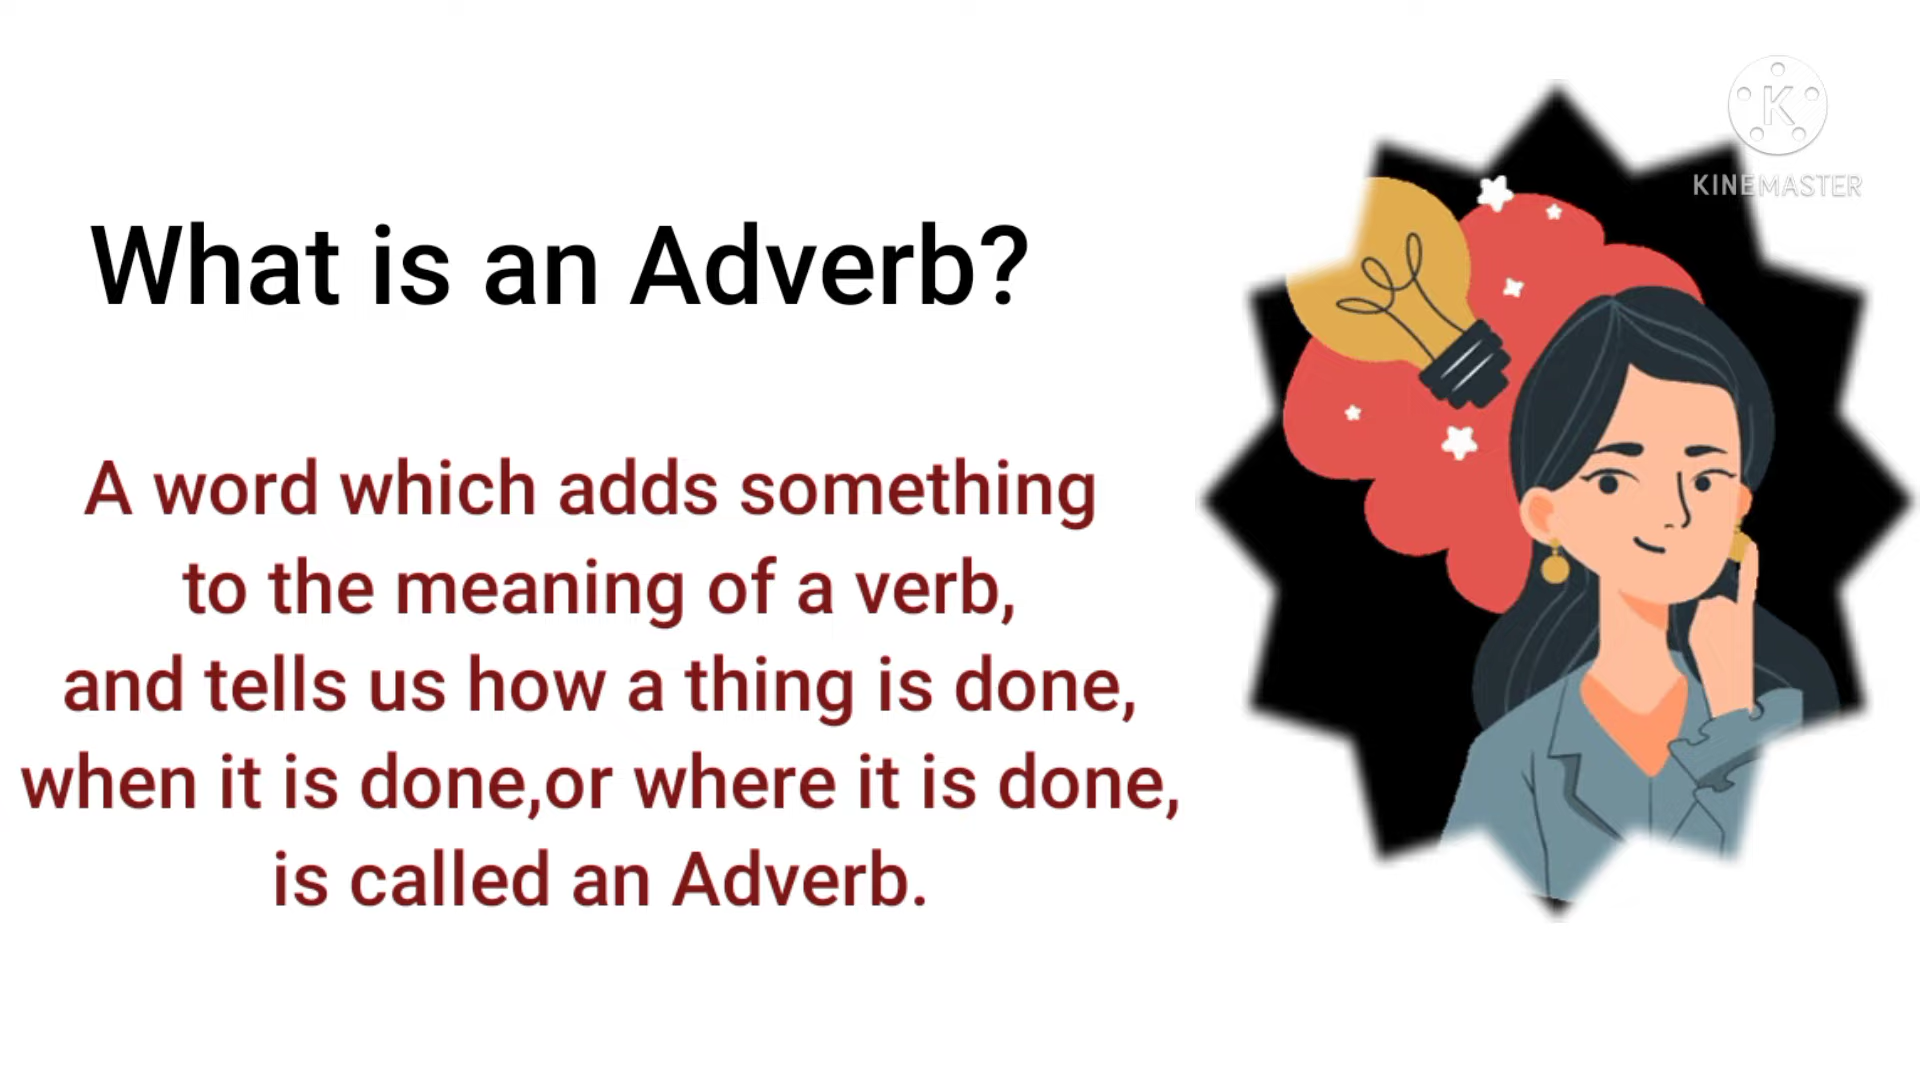 K
KINEMASTER
What is an Adverb?
A word which adds something
to the meaning of a verb,
and tells us how a thing is done,
when it is done,or where it is done,
is called an Adverb.